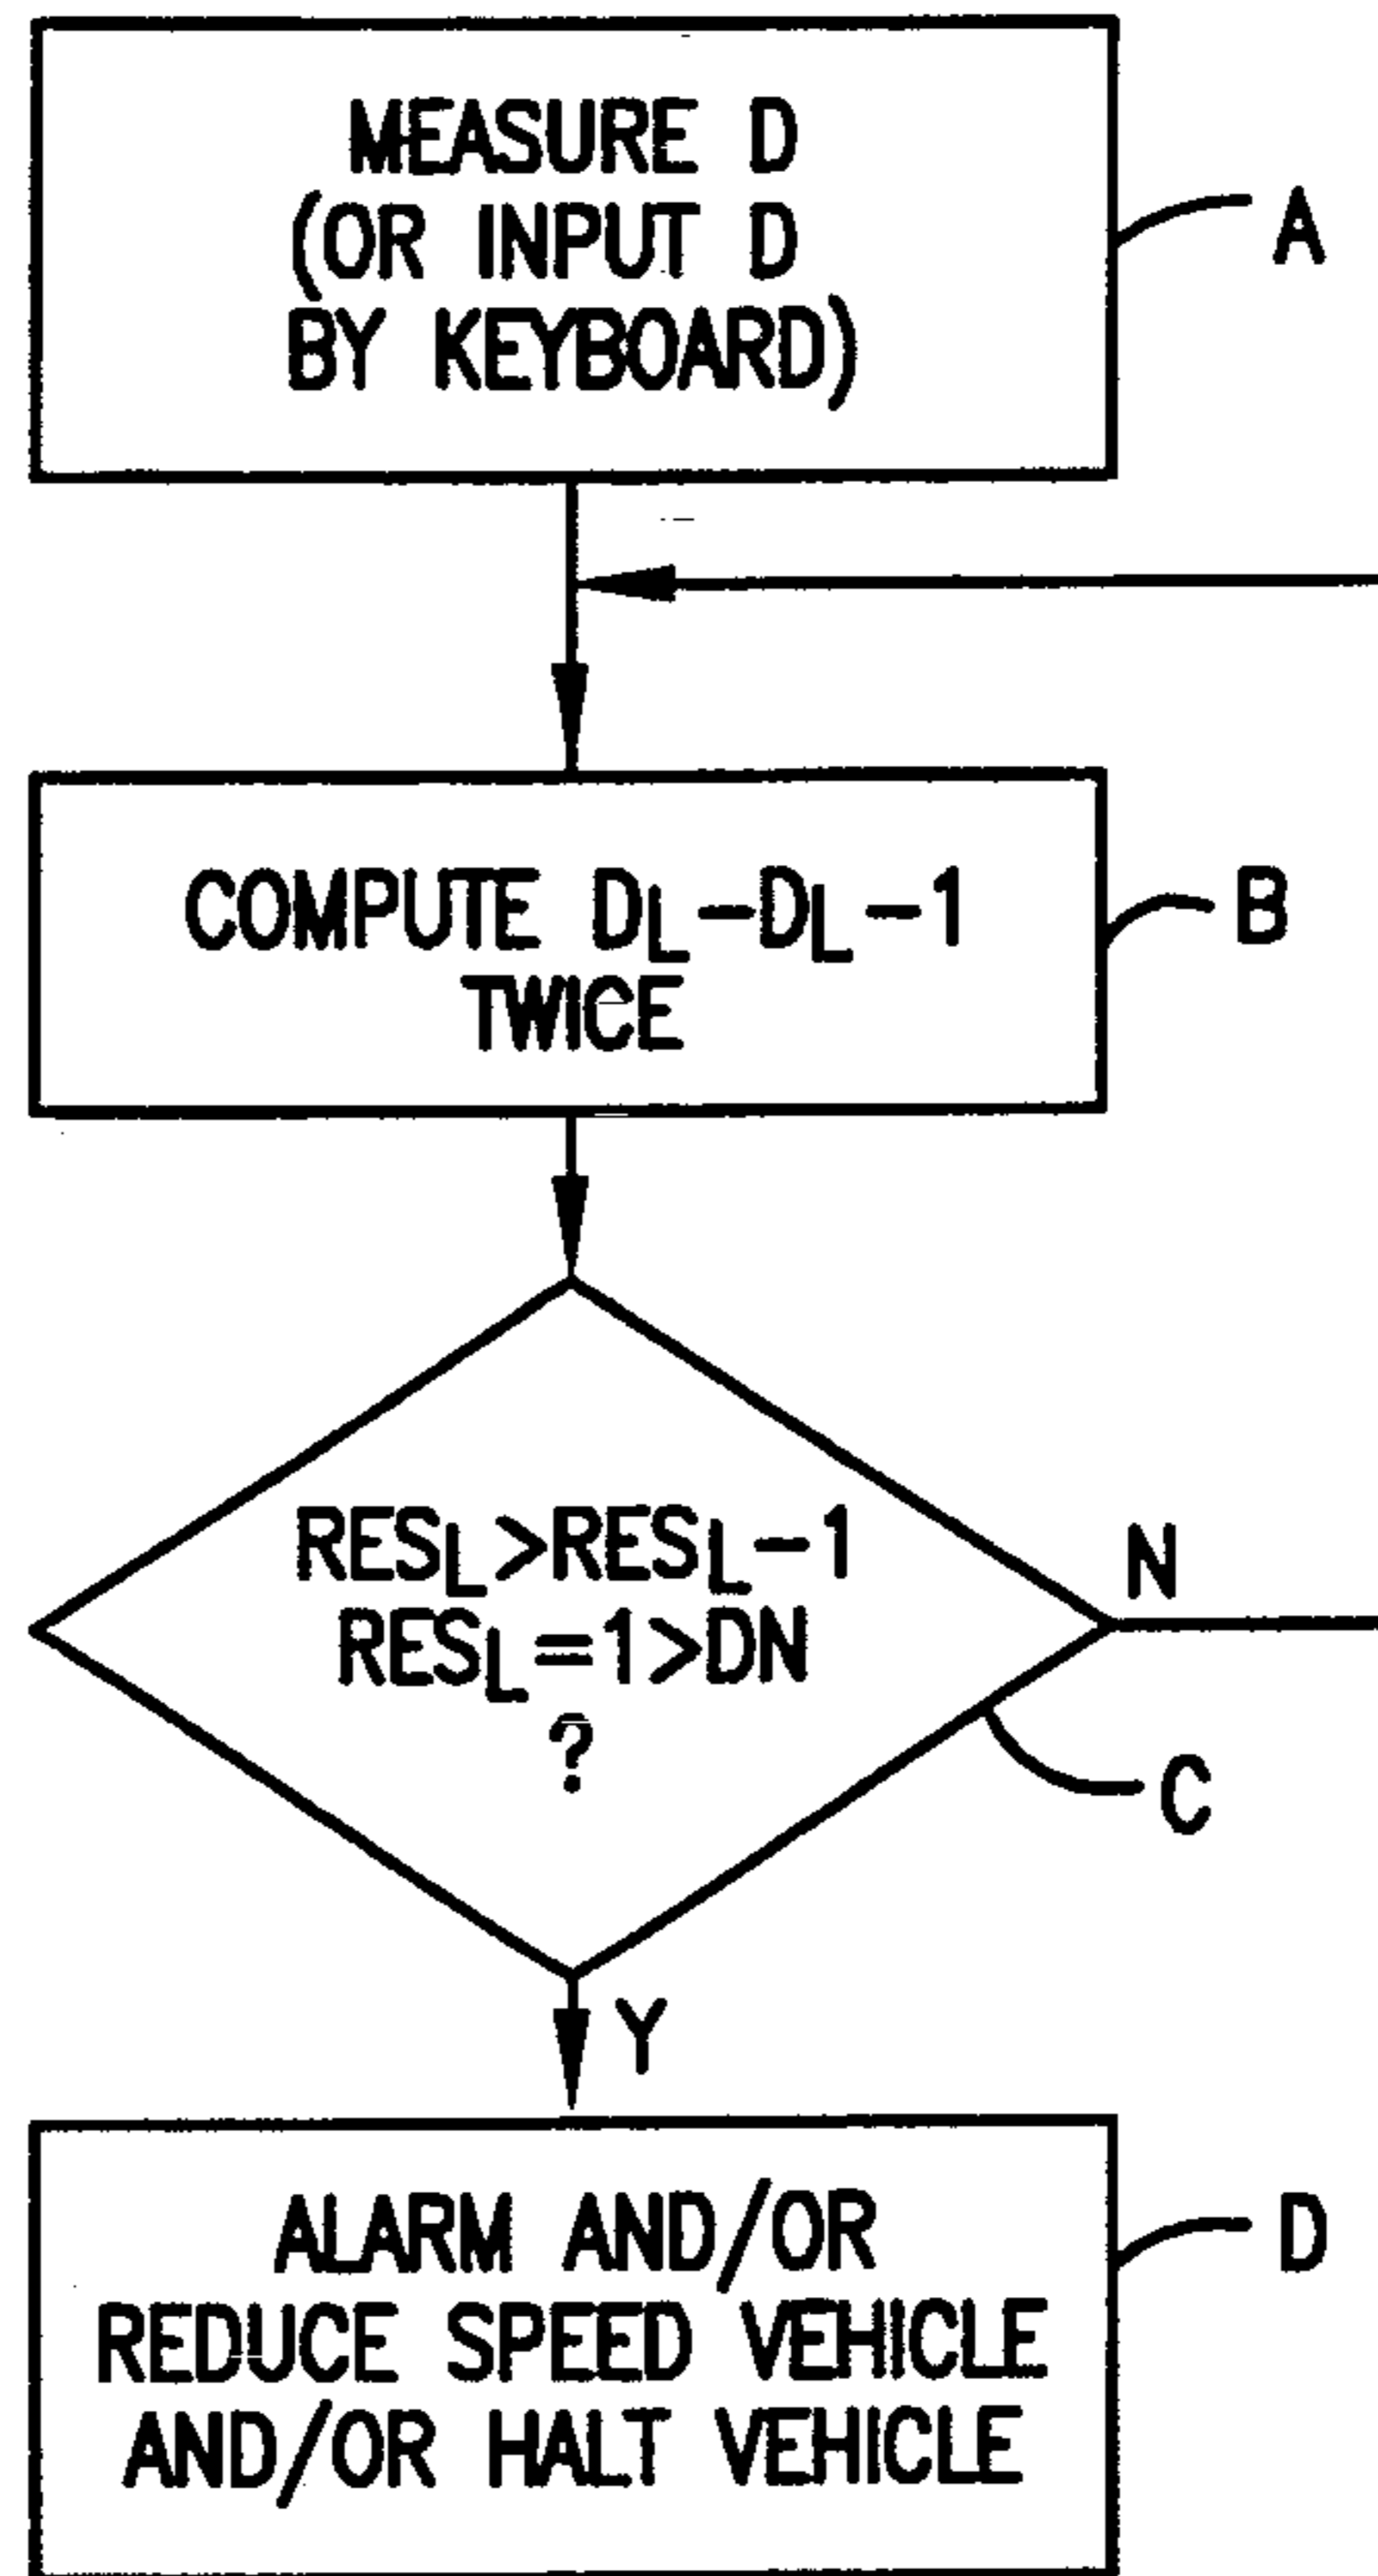 MEASURE D
(OR INPUT D
BY KEYBOARD)
A
COMPUTE DL-DL-1
TWICE
B
RESL>RESL-1
RESL=1>DN
?
N
C
Y
ALARM AND/OR
REDUCE SPEED VEHICLE
AND/OR HALT VEHICLE
D